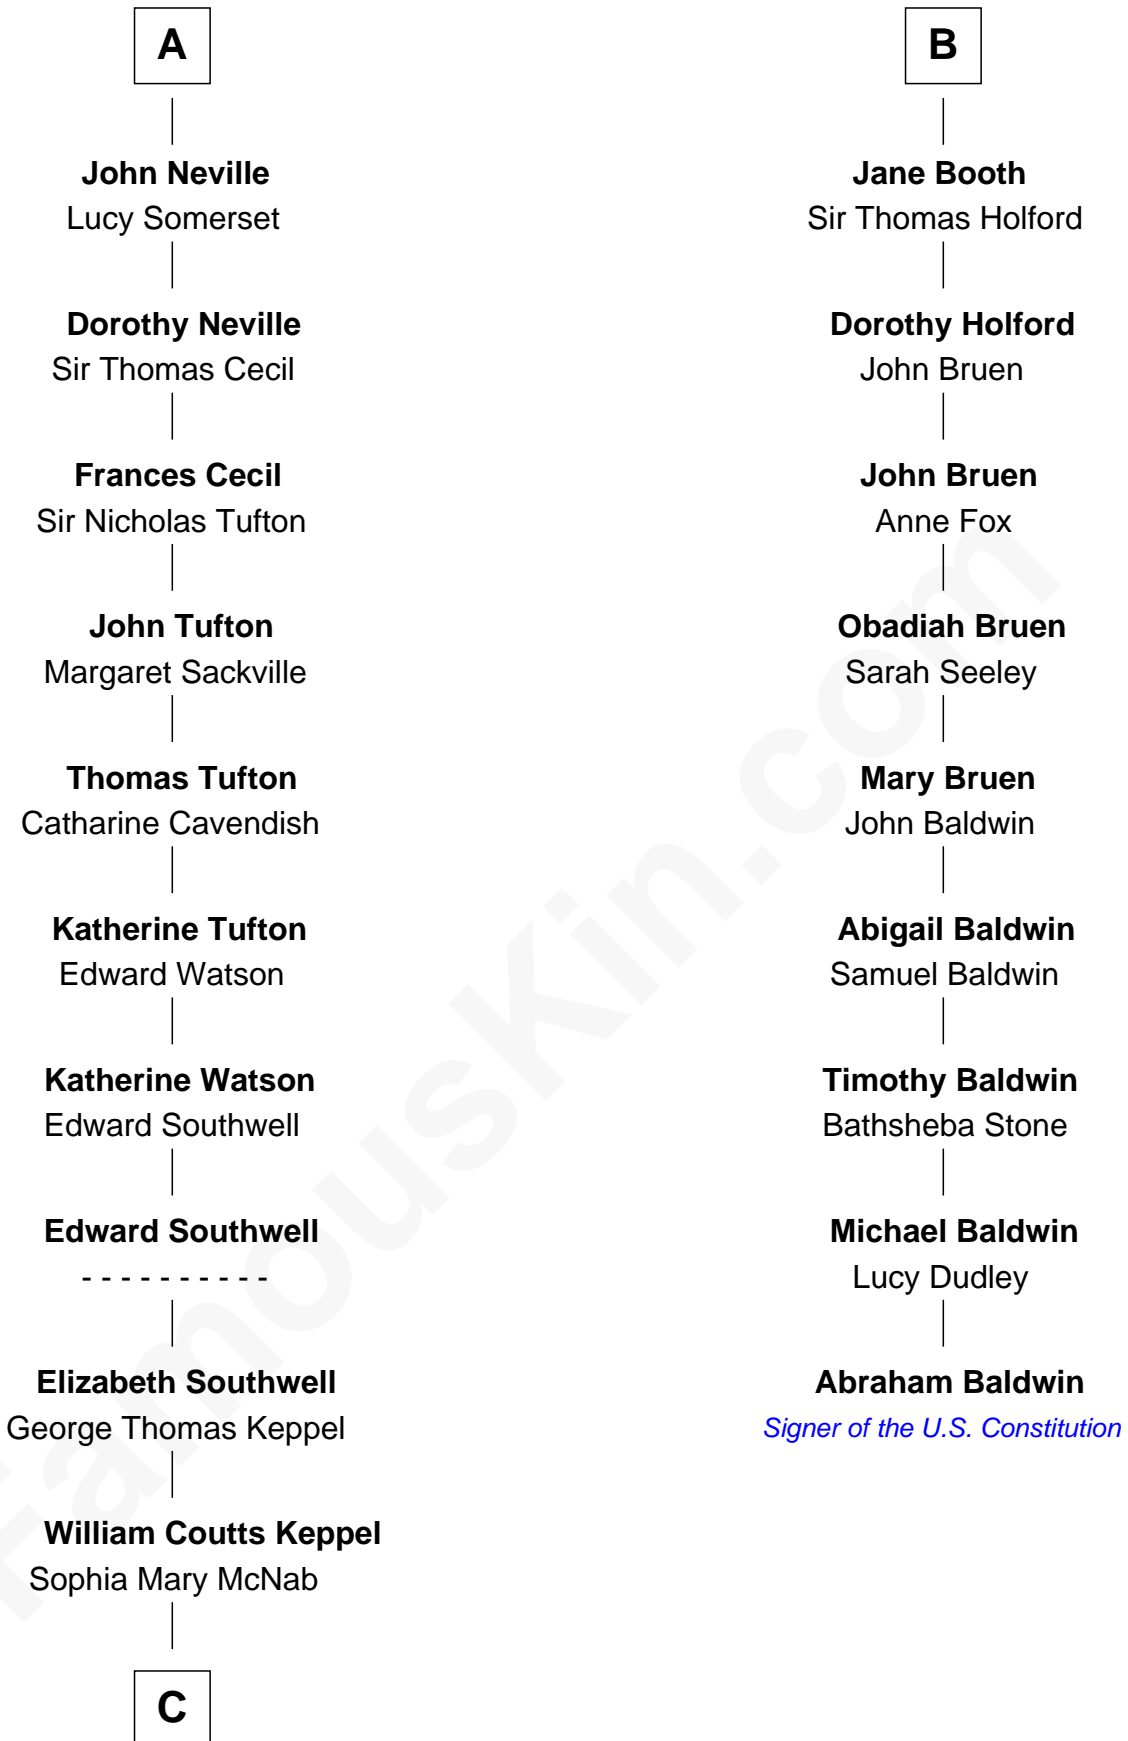 A
John Neville
Lucy Somerset
Dorothy Neville
Sir Thomas Cecil
Frances Cecil
Sir Nicholas Tufton
John Tufton
Margaret Sackville
Thomas Tufton
Catharine Cavendish
Katherine Tufton
Edward Watson
Katherine Watson
Edward Southwell
Edward Southwell
- - - - - - - - - -
Elizabeth Southwell
George Thomas Keppel
William Coutts Keppel
Sophia Mary McNab
C
B
Jane Booth
Sir Thomas Holford
Dorothy Holford
John Bruen
John Bruen
Anne Fox
Obadiah Bruen
Sarah Seeley
Mary Bruen
John Baldwin
Abigail Baldwin
Samuel Baldwin
Timothy Baldwin
Bathsheba Stone
Michael Baldwin
Lucy Dudley
Abraham Baldwin
Signer of the U.S. Constitution
FamousKin.com